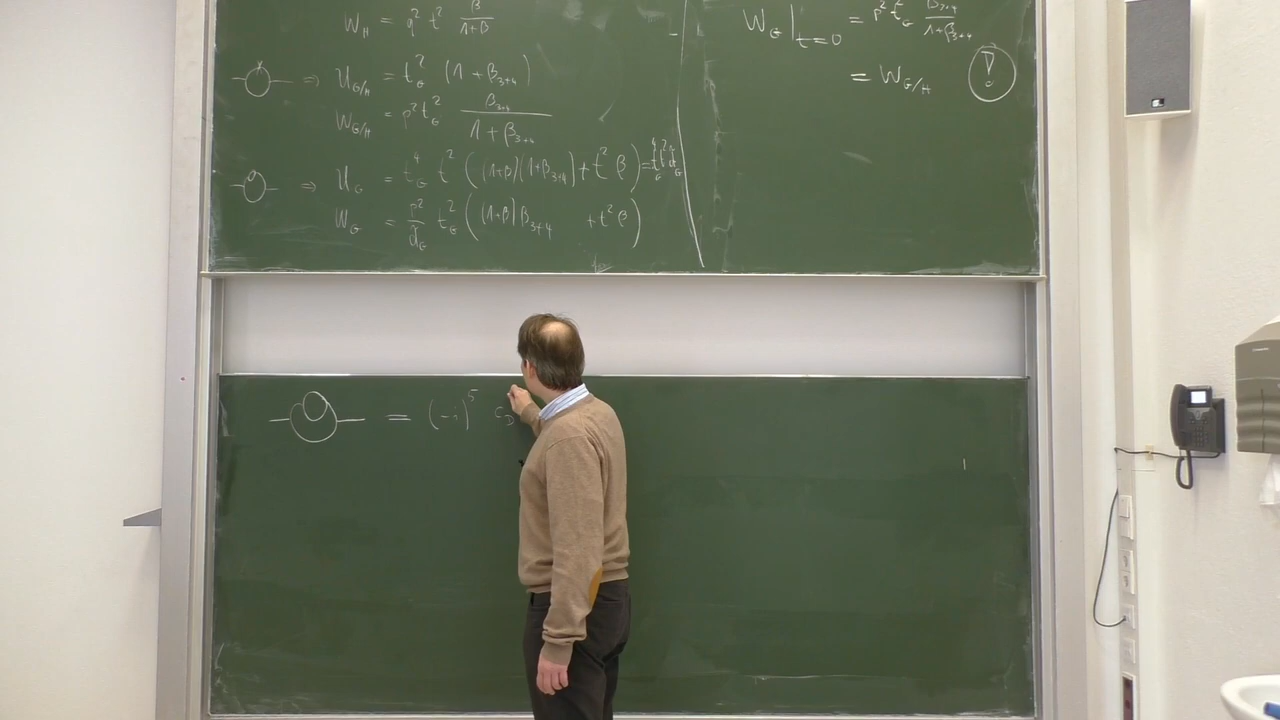 W_H = q² t² β/(1+β)
⇒ U_{G/H} = t_G² (1 + β_{3+4})
W_{G/H} = p² t_G² β_{3+4}/(1 + β_{3+4})
⇒ U_G = t_G⁴ t² ((1+β)(1+β_{3+4}) + t² β) =
W_G = p²/ũ_G t_G² ((1+β) β_{3+4} + t² β)
W_G|_{t=0} = p² t_G² β_{3+4}/(1+β_{3+4})
= W_{G/H} !
= (-i)⁵ c_D